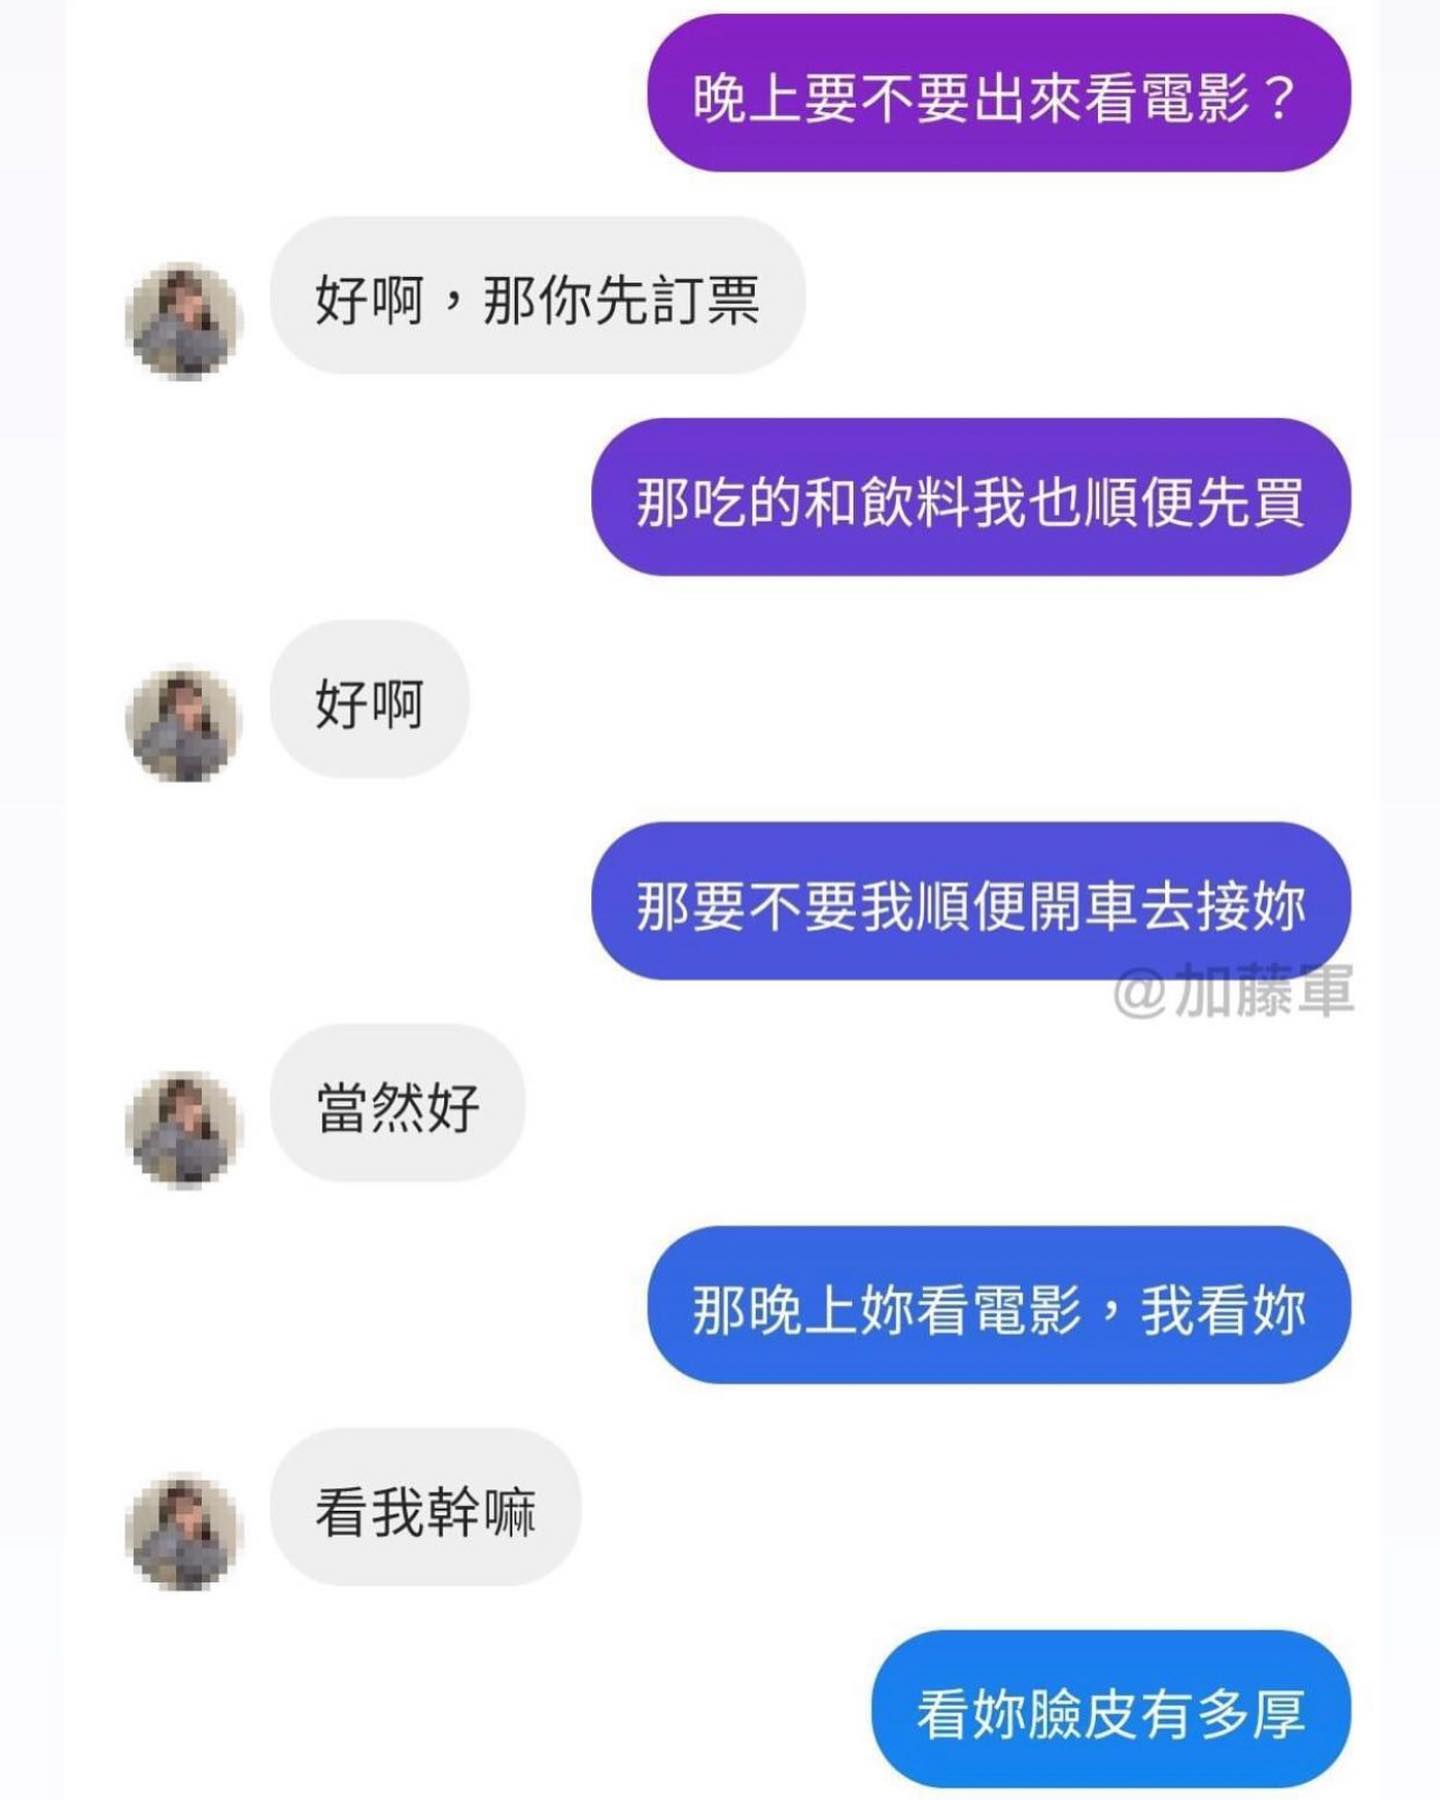 晚上要不要出來看電影？
好啊，那你先訂票
那吃的和飲料我也順便先買
好啊
那要不要我順便開車去接妳
@加藤軍
當然好
那晚上妳看電影，我看妳
看我幹嘛
看妳臉皮有多厚